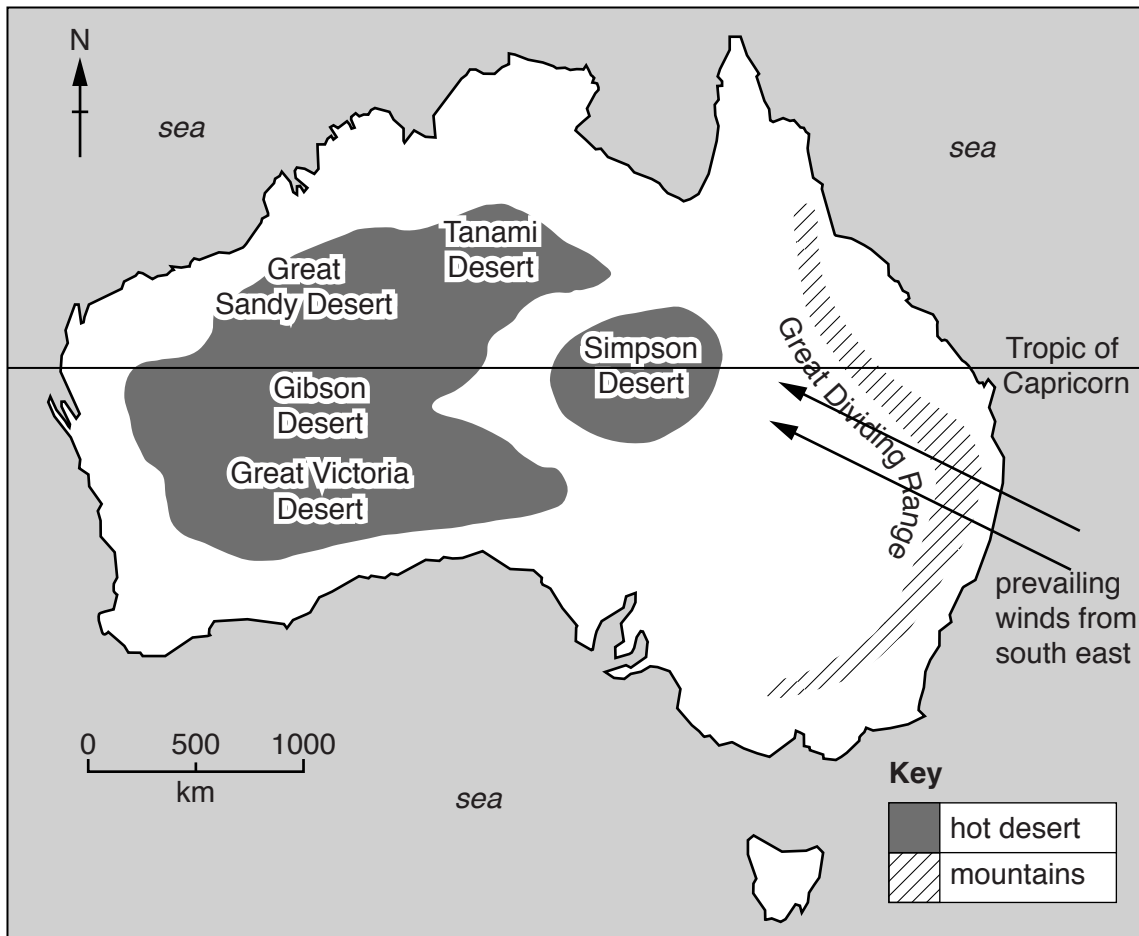 N
sea
sea
Tanami
Desert
Great
Sandy Desert
Simpson
Desert
Great Dividing Range
Tropic of
Capricorn
Gibson
Desert
Great Victoria
Desert
prevailing
winds from
south east
0 500 1000
km
sea
Key
hot desert
mountains